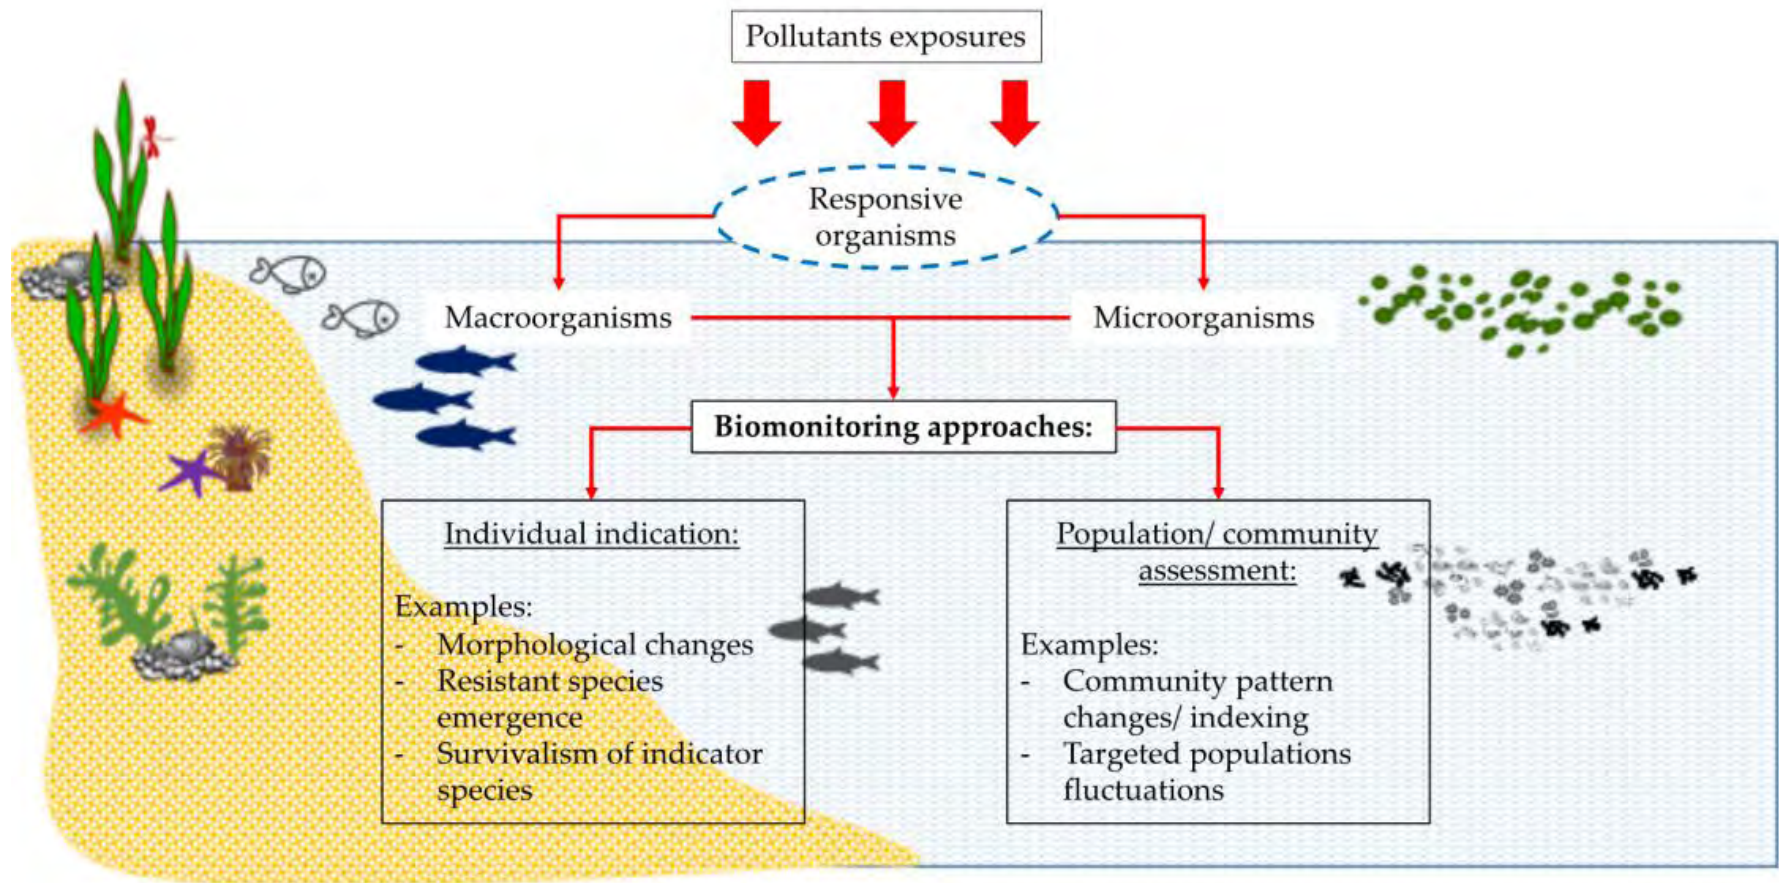 Pollutants exposures
Responsive
organisms
Macroorganisms
Microorganisms
Biomonitoring approaches:
Individual indication:
Examples:
- Morphological changes
- Resistant species
emergence
- Survivalism of indicator
species
Population/ community
assessment:
Examples:
- Community pattern
changes/ indexing
- Targeted populations
fluctuations